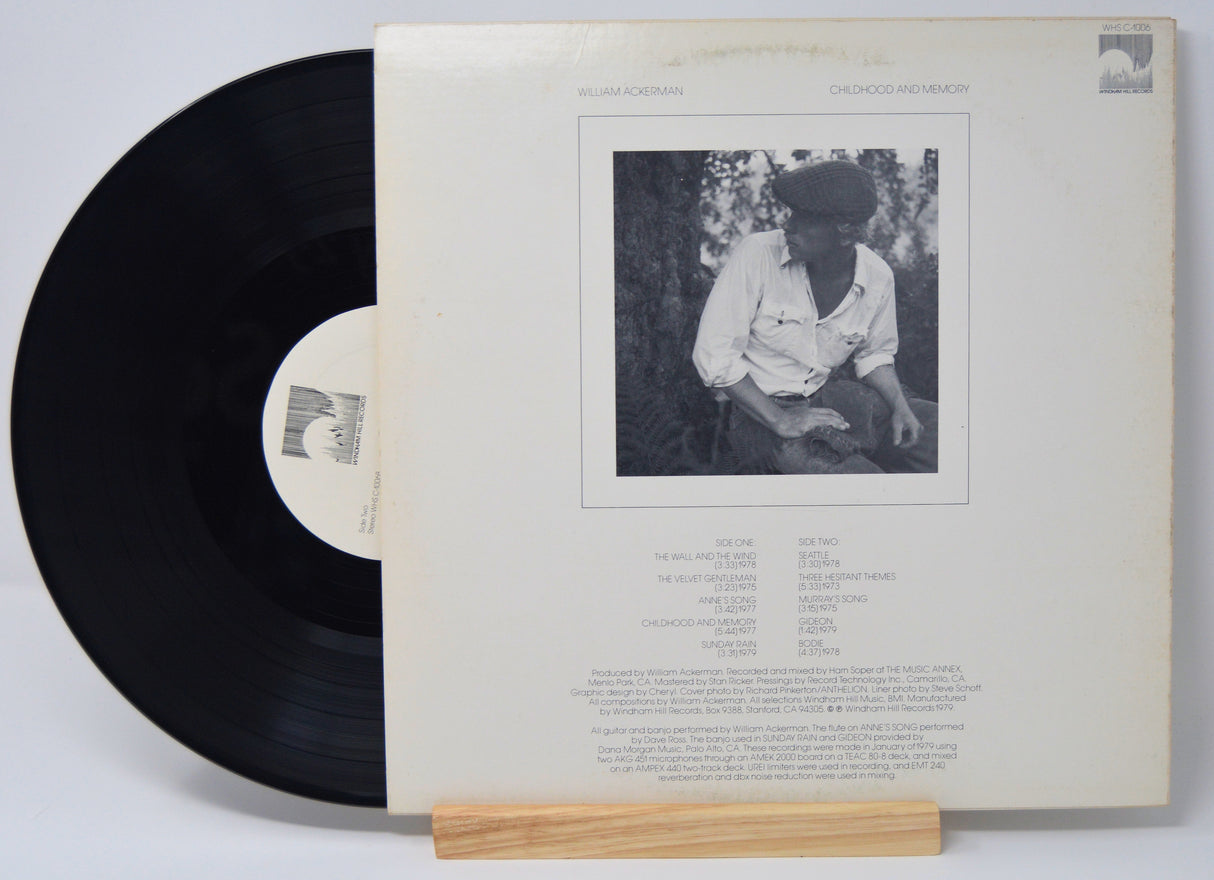 WHS C-1006
WINDHAM HILL RECORDS
WILLIAM ACKERMAN
CHILDHOOD AND MEMORY
WINDHAM HILL RECORDS
Side Two
Stereo WHS C-1006A
SIDE ONE:
THE WALL AND THE WIND
(3:33)1978
THE VELVET GENTLEMAN
(3:23)1975
ANNE'S SONG
(3:42)1977
CHILDHOOD AND MEMORY
(5:44)1977
SUNDAY RAIN
(3:31)1979
SIDE TWO:
SEATTLE
(3:30)1978
THREE HESITANT THEMES
(5:33)1973
MURRAY'S SONG
(3:15)1975
GIDEON
(1:42)1979
BODIE
(4:37)1978
Produced by William Ackerman. Recorded and mixed by Harn Soper at THE MUSIC ANNEX,
Menlo Park, CA. Mastered by Stan Ricker. Pressings by Record Technology Inc., Camarillo, CA.
Graphic design by Cheryl. Cover photo by Richard Pinkerton/ANTHELION. Liner photo by Steve Schoff.
All compositions by William Ackerman. All selections Windham Hill Music, BMI. Manufactured
by Windham Hill Records, Box 9388, Stanford, CA 94305. © ℗ Windham Hill Records 1979.
All guitar and banjo performed by William Ackerman. The flute on ANNE'S SONG performed
by Dave Ross. The banjo used in SUNDAY RAIN and GIDEON provided by
Dana Morgan Music, Palo Alto, CA. These recordings were made in January of 1979 using
two AKG 451 microphones through an AMEK 2000 board on a TEAC 80-8 deck, and mixed
on an AMPEX 440 two-track deck. UREI limiters were used in recording, and EMT 240
reverberation and dbx noise reduction were used in mixing.